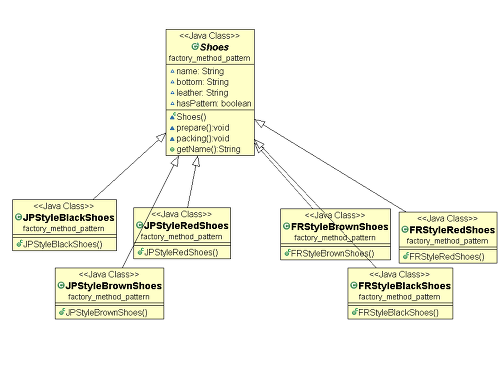 <<Java Class>>
Shoes
factory_method_pattern
name: String
bottom: String
leather: String
hasPattern: boolean
Shoes()
prepare():void
packing():void
getName():String
<<Java Class>>
JPStyleBlackShoes
factory_method_pattern
JPStyleBlackShoes()
<<Java Class>>
JPStyleRedShoes
factory_method_pattern
JPStyleRedShoes()
<<Java Class>>
FRStyleBrownShoes
factory_method_pattern
FRStyleBrownShoes()
<<Java Class>>
FRStyleRedShoes
factory_method_pattern
FRStyleRedShoes()
<<Java Class>>
JPStyleBrownShoes
factory_method_pattern
JPStyleBrownShoes()
<<Java Class>>
FRStyleBlackShoes
factory_method_pattern
FRStyleBlackShoes()